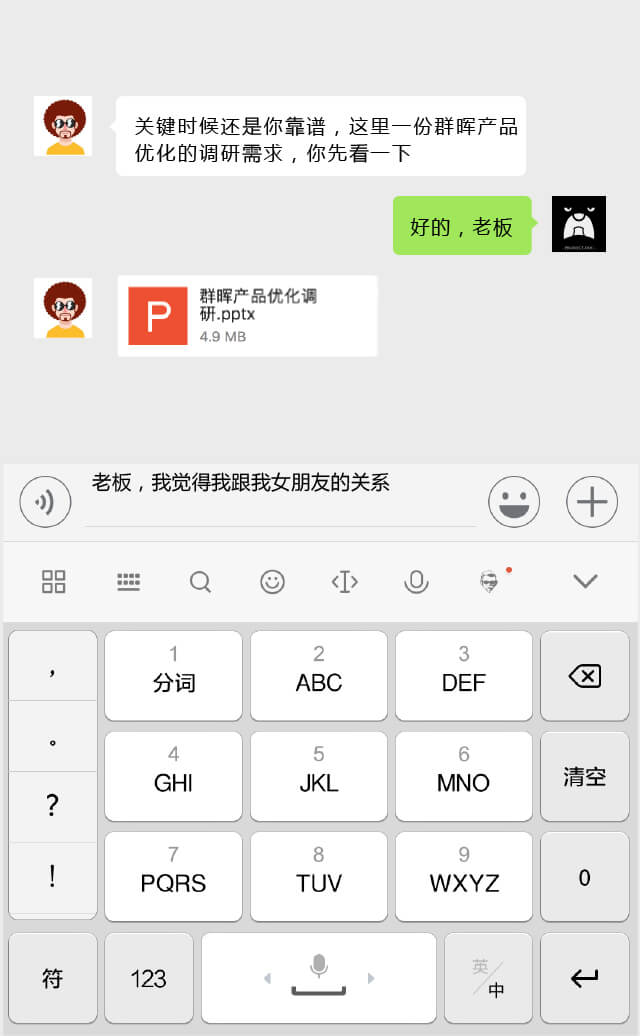 关键时候还是你靠谱，这里一份群晖产品
优化的调研需求，你先看一下
好的，老板
P
群晖产品优化调
研.pptx
4.9 MB
老板，我觉得我跟我女朋友的关系
，
1
分词
2
ABC
3
DEF
。
4
GHI
5
JKL
6
MNO
清空
?
7
PQRS
8
TUV
9
WXYZ
0
!
符
123
英/中